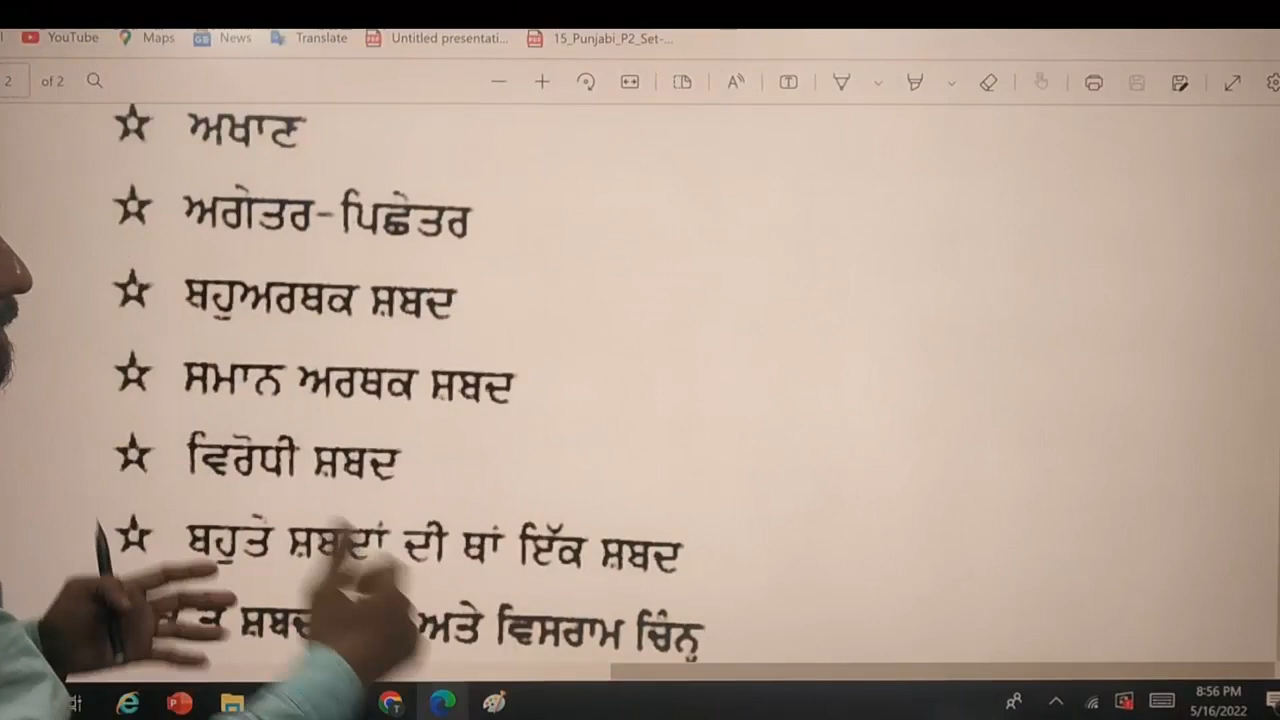 YouTube Maps News Translate Untitled presentati... 15_Punjabi_P2_Set-...
2 of 2
☆ ਅਖਾਣ
☆ ਅਗੇਤਰ-ਪਿਛੇਤਰ
☆ ਬਹੁਅਰਥਕ ਸ਼ਬਦ
☆ ਸਮਾਨ ਅਰਥਕ ਸ਼ਬਦ
☆ ਵਿਰੋਧੀ ਸ਼ਬਦ
☆ ਬਹੁਤੇ ਸ਼ਬਦਾਂ ਦੀ ਥਾਂ ਇੱਕ ਸ਼ਬਦ
ਅਤੇ ਵਿਸਰਾਮ ਚਿੰਨ੍ਹ
8:56 PM
5/16/2022